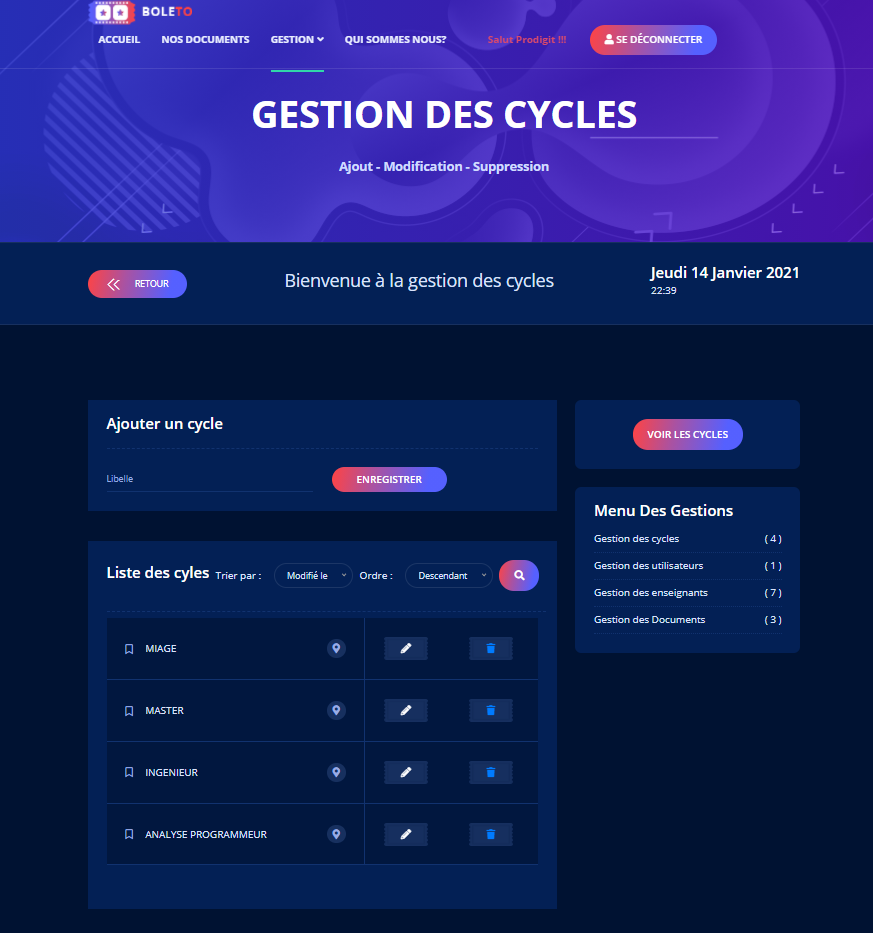 BOLETO
ACCUEIL NOS DOCUMENTS GESTION QUI SOMMES NOUS? Salut Prodigit !!! SE DÉCONNECTER
GESTION DES CYCLES
Ajout - Modification - Suppression
RETOUR
Bienvenue à la gestion des cycles
Jeudi 14 Janvier 2021
22:39
Ajouter un cycle
Libelle
ENREGISTRER
VOIR LES CYCLES
Menu Des Gestions
Gestion des cycles ( 4 )
Gestion des utilisateurs ( 1 )
Gestion des enseignants ( 7 )
Gestion des Documents ( 3 )
Liste des cyles Trier par : Modifié le Ordre : Descendant
MIAGE
MASTER
INGENIEUR
ANALYSE PROGRAMMEUR